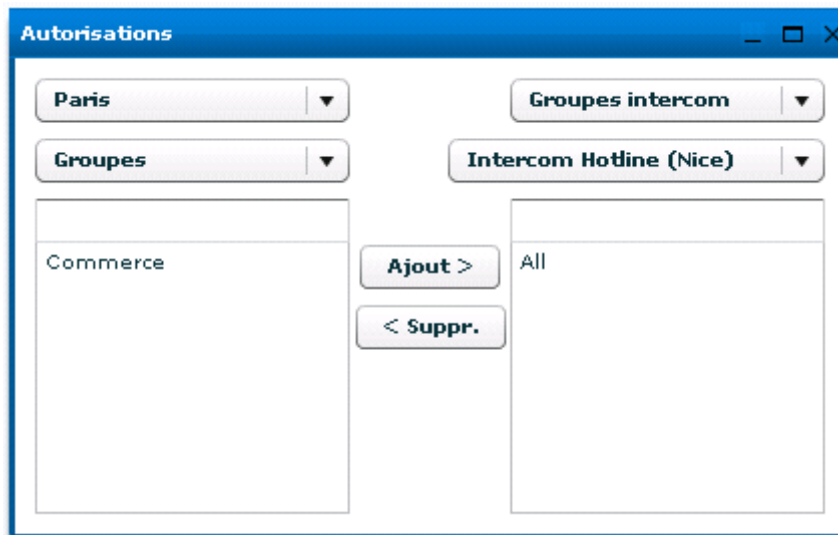 Autorisations
Paris
Groupes intercom
Groupes
Intercom Hotline (Nice)
Commerce
Ajout >
All
< Suppr.